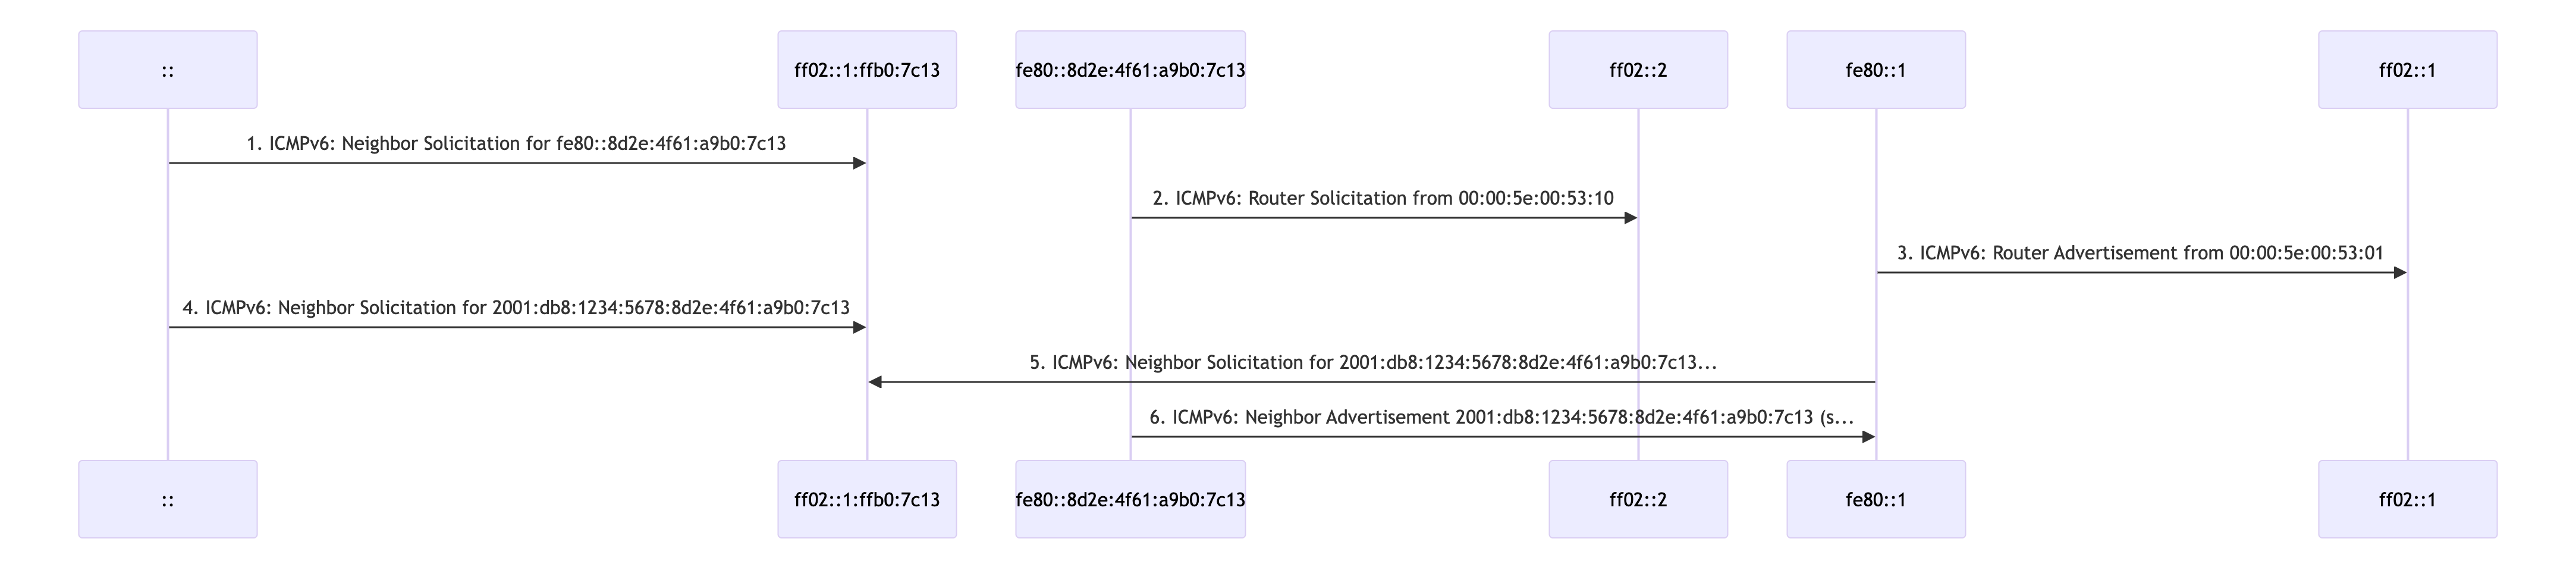 ::
ff02::1:ffb0:7c13
fe80::8d2e:4f61:a9b0:7c13
ff02::2
fe80::1
ff02::1
1. ICMPv6: Neighbor Solicitation for fe80::8d2e:4f61:a9b0:7c13
2. ICMPv6: Router Solicitation from 00:00:5e:00:53:10
3. ICMPv6: Router Advertisement from 00:00:5e:00:53:01
4. ICMPv6: Neighbor Solicitation for 2001:db8:1234:5678:8d2e:4f61:a9b0:7c13
5. ICMPv6: Neighbor Solicitation for 2001:db8:1234:5678:8d2e:4f61:a9b0:7c13...
6. ICMPv6: Neighbor Advertisement 2001:db8:1234:5678:8d2e:4f61:a9b0:7c13 (s...
::
ff02::1:ffb0:7c13
fe80::8d2e:4f61:a9b0:7c13
ff02::2
fe80::1
ff02::1